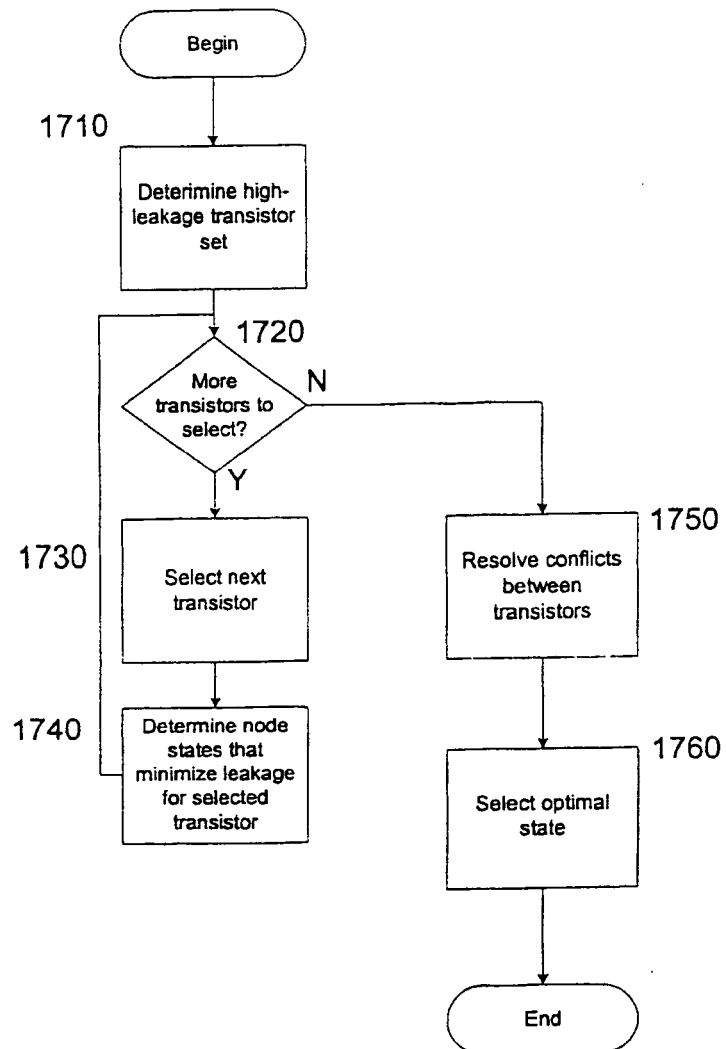 Begin
1710
Deterimine high-
leakage transistor
set
1720
More
transistors to
select?
N
Y
1730
Select next
transistor
1750
Resolve conflicts
between
transistors
1740
Determine node
states that
minimize leakage
for selected
transistor
1760
Select optimal
state
End